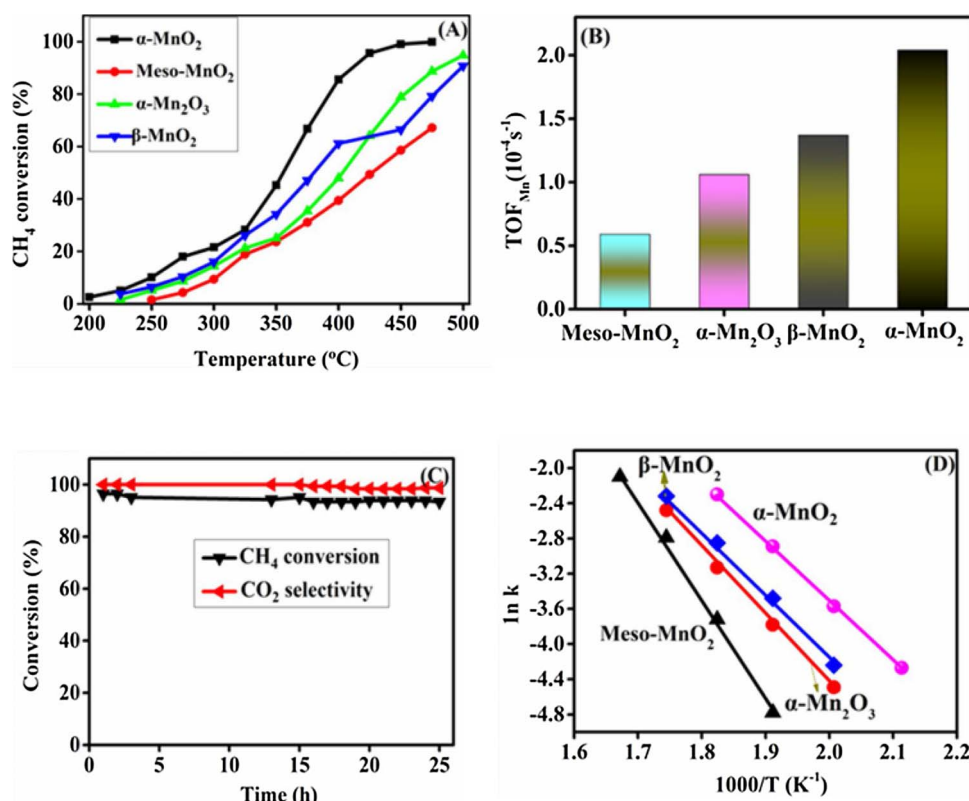 (A)
α-MnO₂
Meso-MnO₂
α-Mn₂O₃
β-MnO₂
CH₄ conversion (%)
100
80
60
40
20
0
200 250 300 350 400 450 500
Temperature (ºC)
(B)
TOF_Mn(10⁻⁴s⁻¹)
2.0
1.5
1.0
0.5
0.0
Meso-MnO₂ α-Mn₂O₃ β-MnO₂ α-MnO₂
(C)
CH₄ conversion
CO₂ selectivity
Conversion (%)
100
80
60
40
20
0
0 5 10 15 20 25
Time (h)
(D)
β-MnO₂
α-MnO₂
Meso-MnO₂
α-Mn₂O₃
1n k
-2.0
-2.4
-2.8
-3.2
-3.6
-4.0
-4.4
-4.8
1.6 1.7 1.8 1.9 2.0 2.1 2.2
1000/T (K⁻¹)